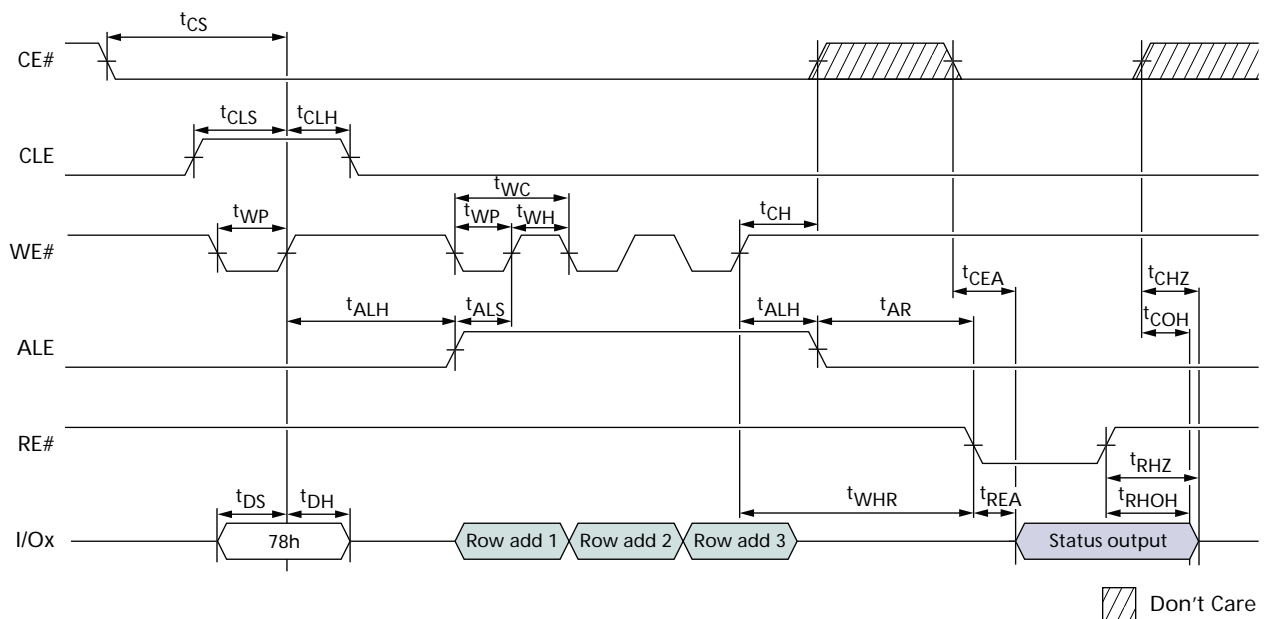 tCS
CE#
tCLS
tCLH
CLE
tWC
tWP
tWP
tWH
tCH
WE#
tCEA
tCHZ
tALH
tALS
tALH
tAR
tCOH
ALE
RE#
tRHZ
tDS
tDH
tWHR
tREA
tRHOH
I/Ox
78h
Row add 1
Row add 2
Row add 3
Status output
Don't Care